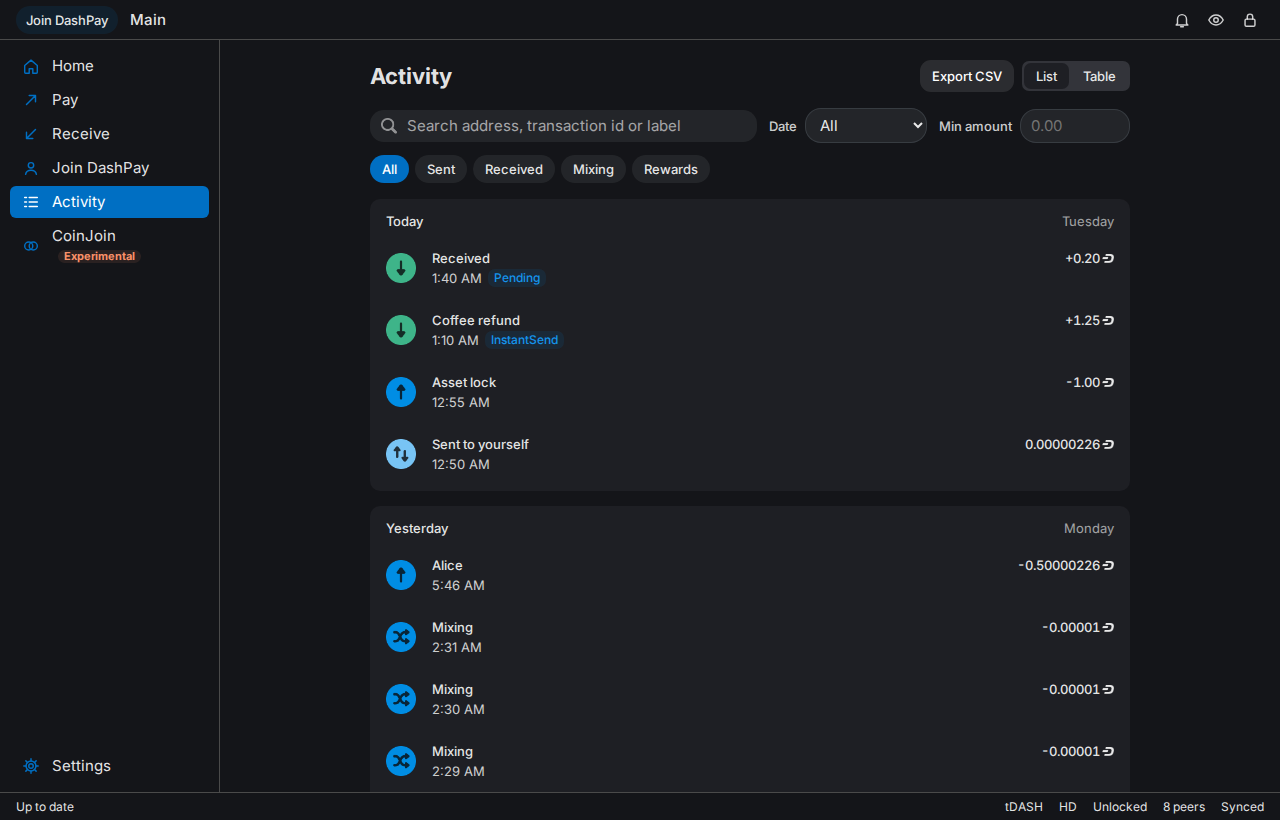 Join DashPay Main
Home
Pay
Receive
Join DashPay
Activity
CoinJoin
Experimental
Settings
Activity
Export CSV List Table
Search address, transaction id or label Date All Min amount 0.00
All Sent Received Mixing Rewards
Today Tuesday
Received +0.20
1:40 AM Pending
Coffee refund +1.25
1:10 AM InstantSend
Asset lock -1.00
12:55 AM
Sent to yourself 0.00000226
12:50 AM
Yesterday Monday
Alice -0.50000226
5:46 AM
Mixing -0.00001
2:31 AM
Mixing -0.00001
2:30 AM
Mixing -0.00001
2:29 AM
Up to date tDASH HD Unlocked 8 peers Synced